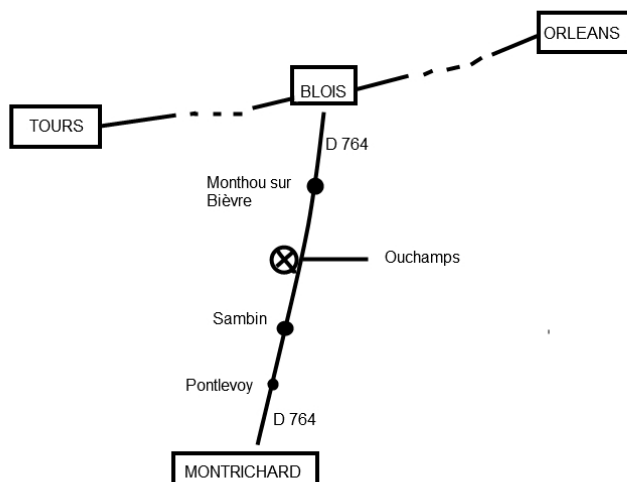 ORLEANS
BLOIS
TOURS
D 764
Monthou sur
Bièvre
Ouchamps
Sambin
Pontlevoy
D 764
MONTRICHARD